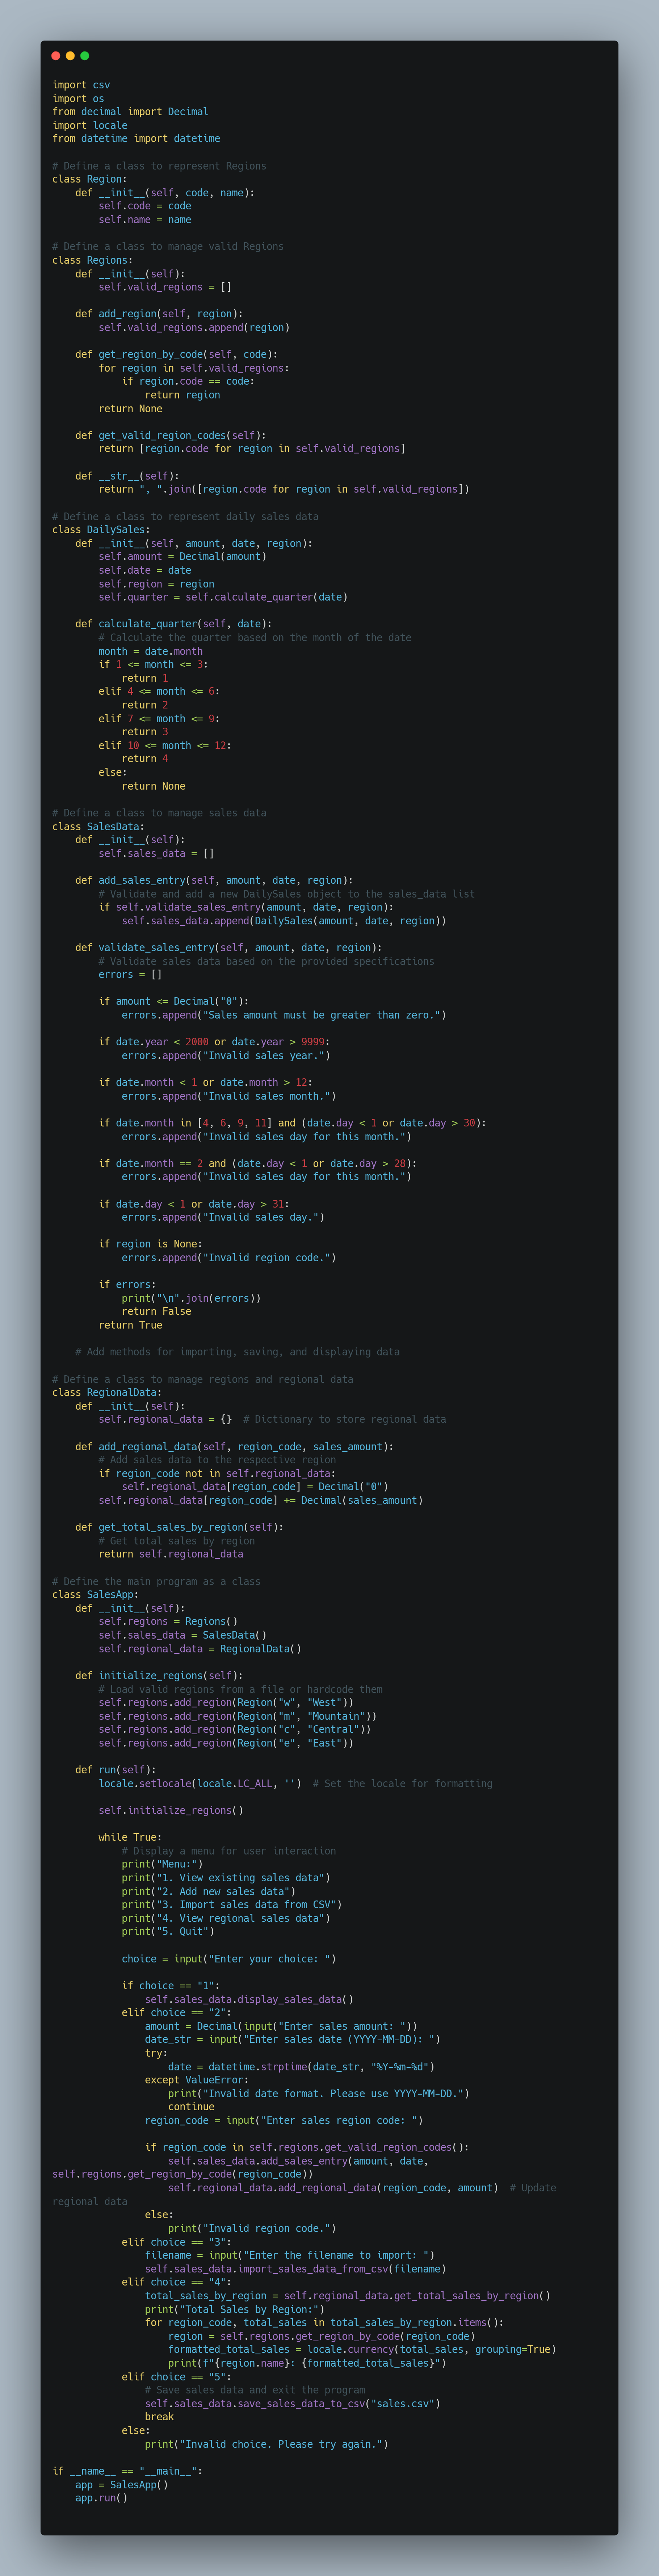 import csv
import os
from decimal import Decimal
import locale
from datetime import datetime

# Define a class to represent Regions
class Region:
    def __init__(self, code, name):
        self.code = code
        self.name = name

# Define a class to manage valid Regions
class Regions:
    def __init__(self):
        self.valid_regions = []

    def add_region(self, region):
        self.valid_regions.append(region)

    def get_region_by_code(self, code):
        for region in self.valid_regions:
            if region.code == code:
                return region
        return None

    def get_valid_region_codes(self):
        return [region.code for region in self.valid_regions]

    def __str__(self):
        return ", ".join([region.code for region in self.valid_regions])

# Define a class to represent daily sales data
class DailySales:
    def __init__(self, amount, date, region):
        self.amount = Decimal(amount)
        self.date = date
        self.region = region
        self.quarter = self.calculate_quarter(date)

    def calculate_quarter(self, date):
        # Calculate the quarter based on the month of the date
        month = date.month
        if 1 <= month <= 3:
            return 1
        elif 4 <= month <= 6:
            return 2
        elif 7 <= month <= 9:
            return 3
        elif 10 <= month <= 12:
            return 4
        else:
            return None

# Define a class to manage sales data
class SalesData:
    def __init__(self):
        self.sales_data = []

    def add_sales_entry(self, amount, date, region):
        # Validate and add a new DailySales object to the sales_data list
        if self.validate_sales_entry(amount, date, region):
            self.sales_data.append(DailySales(amount, date, region))

    def validate_sales_entry(self, amount, date, region):
        # Validate sales data based on the provided specifications
        errors = []

        if amount <= Decimal("0"):
            errors.append("Sales amount must be greater than zero.")

        if date.year < 2000 or date.year > 9999:
            errors.append("Invalid sales year.")

        if date.month < 1 or date.month > 12:
            errors.append("Invalid sales month.")

        if date.month in [4, 6, 9, 11] and (date.day < 1 or date.day > 30):
            errors.append("Invalid sales day for this month.")

        if date.month == 2 and (date.day < 1 or date.day > 28):
            errors.append("Invalid sales day for this month.")

        if date.day < 1 or date.day > 31:
            errors.append("Invalid sales day.")

        if region is None:
            errors.append("Invalid region code.")

        if errors:
            print("\n".join(errors))
            return False
        return True

    # Add methods for importing, saving, and displaying data

# Define a class to manage regions and regional data
class RegionalData:
    def __init__(self):
        self.regional_data = {}  # Dictionary to store regional data

    def add_regional_data(self, region_code, sales_amount):
        # Add sales data to the respective region
        if region_code not in self.regional_data:
            self.regional_data[region_code] = Decimal("0")
        self.regional_data[region_code] += Decimal(sales_amount)

    def get_total_sales_by_region(self):
        # Get total sales by region
        return self.regional_data

# Define the main program as a class
class SalesApp:
    def __init__(self):
        self.regions = Regions()
        self.sales_data = SalesData()
        self.regional_data = RegionalData()

    def initialize_regions(self):
        # Load valid regions from a file or hardcode them
        self.regions.add_region(Region("w", "West"))
        self.regions.add_region(Region("m", "Mountain"))
        self.regions.add_region(Region("c", "Central"))
        self.regions.add_region(Region("e", "East"))

    def run(self):
        locale.setlocale(locale.LC_ALL, '')  # Set the locale for formatting

        self.initialize_regions()

        while True:
            # Display a menu for user interaction
            print("Menu:")
            print("1. View existing sales data")
            print("2. Add new sales data")
            print("3. Import sales data from CSV")
            print("4. View regional sales data")
            print("5. Quit")

            choice = input("Enter your choice: ")

            if choice == "1":
                self.sales_data.display_sales_data()
            elif choice == "2":
                amount = Decimal(input("Enter sales amount: "))
                date_str = input("Enter sales date (YYYY-MM-DD): ")
                try:
                    date = datetime.strptime(date_str, "%Y-%m-%d")
                except ValueError:
                    print("Invalid date format. Please use YYYY-MM-DD.")
                    continue
                region_code = input("Enter sales region code: ")

                if region_code in self.regions.get_valid_region_codes():
                    self.sales_data.add_sales_entry(amount, date,
self.regions.get_region_by_code(region_code))
                    self.regional_data.add_regional_data(region_code, amount)  # Update
regional data
                else:
                    print("Invalid region code.")
            elif choice == "3":
                filename = input("Enter the filename to import: ")
                self.sales_data.import_sales_data_from_csv(filename)
            elif choice == "4":
                total_sales_by_region = self.regional_data.get_total_sales_by_region()
                print("Total Sales by Region:")
                for region_code, total_sales in total_sales_by_region.items():
                    region = self.regions.get_region_by_code(region_code)
                    formatted_total_sales = locale.currency(total_sales, grouping=True)
                    print(f"{region.name}: {formatted_total_sales}")
            elif choice == "5":
                # Save sales data and exit the program
                self.sales_data.save_sales_data_to_csv("sales.csv")
                break
            else:
                print("Invalid choice. Please try again.")

if __name__ == "__main__":
    app = SalesApp()
    app.run()